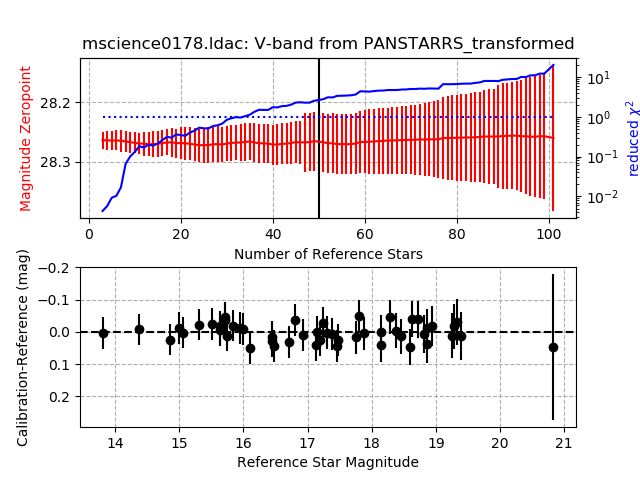 mscience0178.ldac: V-band from PANSTARRS_transformed
Magnitude Zeropoint
28.2
28.3
10¹
10⁰
10⁻¹
10⁻²
reduced χ²
0 20 40 60 80 100
Number of Reference Stars
Calibration-Reference (mag)
−0.2
−0.1
0.0
0.1
0.2
14 15 16 17 18 19 20 21
Reference Star Magnitude